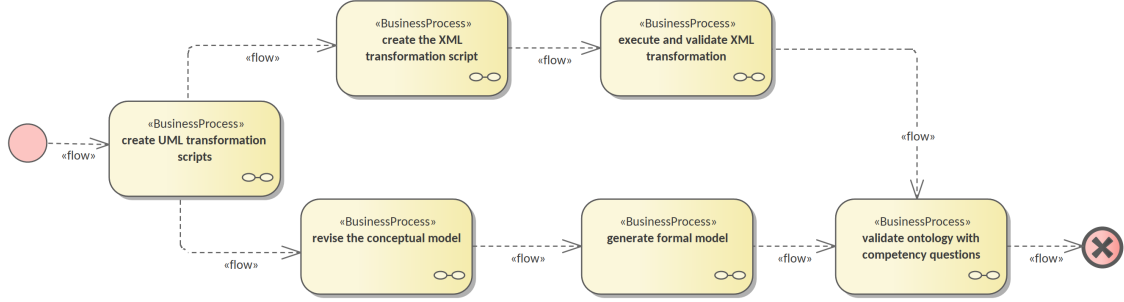 «BusinessProcess»
create the XML
transformation script
«BusinessProcess»
execute and validate XML
transformation
«flow»
«flow»
«BusinessProcess»
create UML transformation
scripts
«flow»
«flow»
«BusinessProcess»
revise the conceptual model
«BusinessProcess»
generate formal model
«BusinessProcess»
validate ontology with
competency questions
«flow»
«flow»
«flow»
«flow»